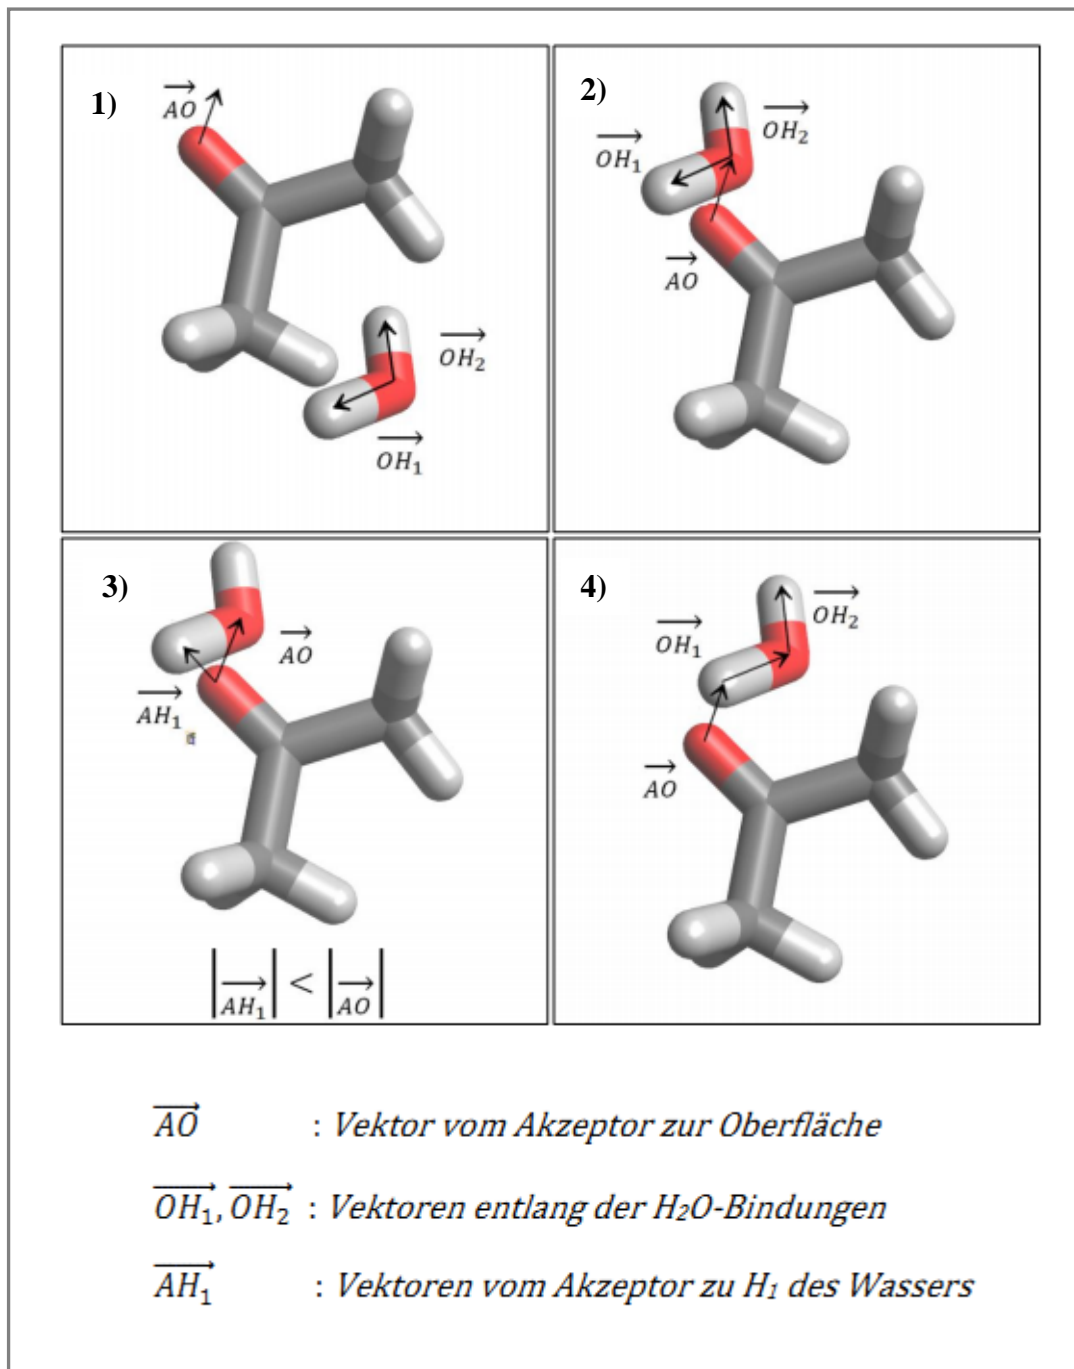 1)
AO
OH₂
OH₁
2)
OH₁
OH₂
AO
3)
AO
AH₁
|AH₁| < |AO|
4)
OH₁
OH₂
AO
AO : Vektor vom Akzeptor zur Oberfläche
OH₁, OH₂ : Vektoren entlang der H₂O-Bindungen
AH₁ : Vektoren vom Akzeptor zu H₁ des Wassers